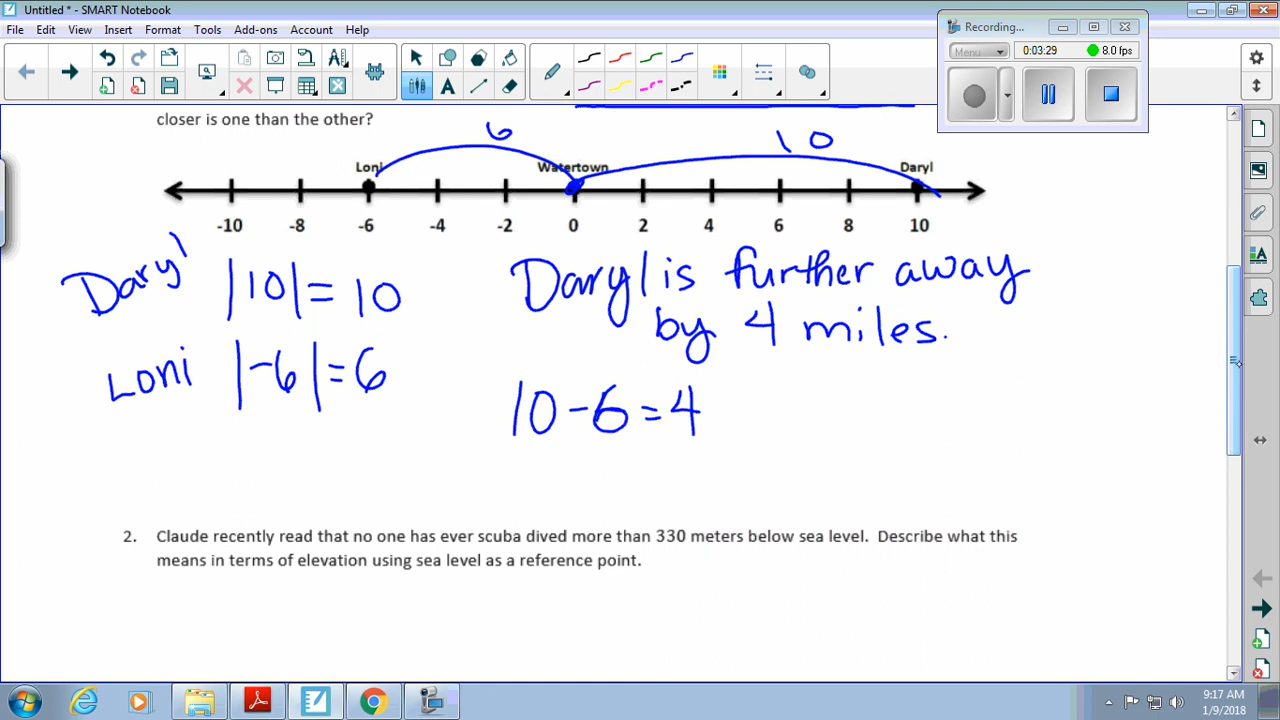 Untitled * - SMART Notebook
File Edit View Insert Format Tools Add-ons Account Help
Recording...
Menu
0:03:29
8.0 fps
closer is one than the other?
6
10
Loni
Watertown
Daryl
-10 -8 -6 -4 -2 0 2 4 6 8 10
Daryl |10| = 10
Loni |-6| = 6
Daryl is further away
by 4 miles.
10 - 6 = 4
2. Claude recently read that no one has ever scuba dived more than 330 meters below sea level. Describe what this
means in terms of elevation using sea level as a reference point.
9:17 AM
1/9/2018